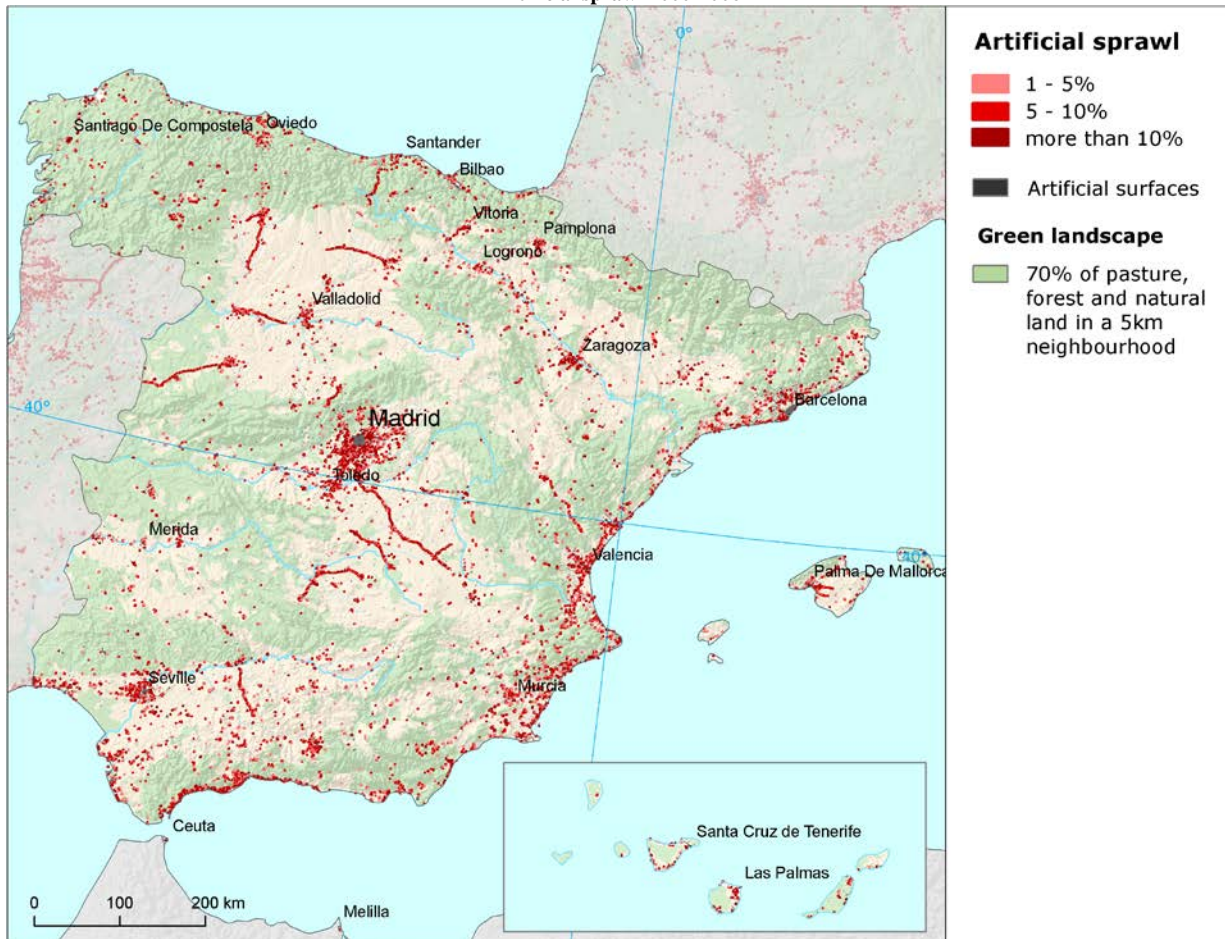 Artificial sprawl
1 - 5%
5 - 10%
more than 10%
Artificial surfaces
Green landscape
70% of pasture,
forest and natural
land in a 5km
neighbourhood
0°
Santiago De Compostela
Oviedo
Santander
Bilbao
Vitoria
Pamplona
Logrono
Valladolid
Zaragoza
Barcelona
40°
Madrid
Toledo
Merida
Valencia
40°
Palma De Mallorca
Seville
Murcia
Ceuta
Santa Cruz de Tenerife
Las Palmas
0 100 200 km
Melilla